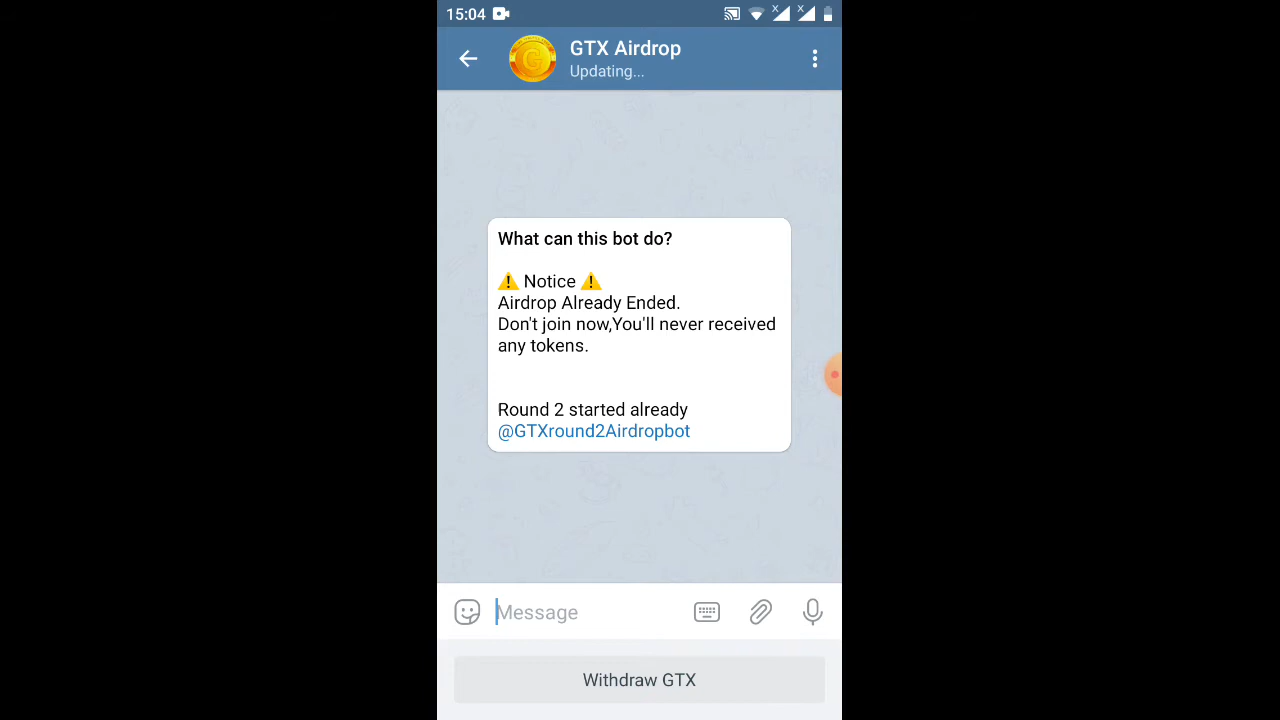 15:04
GTX Airdrop
Updating...
What can this bot do?
⚠️ Notice ⚠️
Airdrop Already Ended.
Don't join now,You'll never received
any tokens.
Round 2 started already
@GTXround2Airdropbot
Message
Withdraw GTX